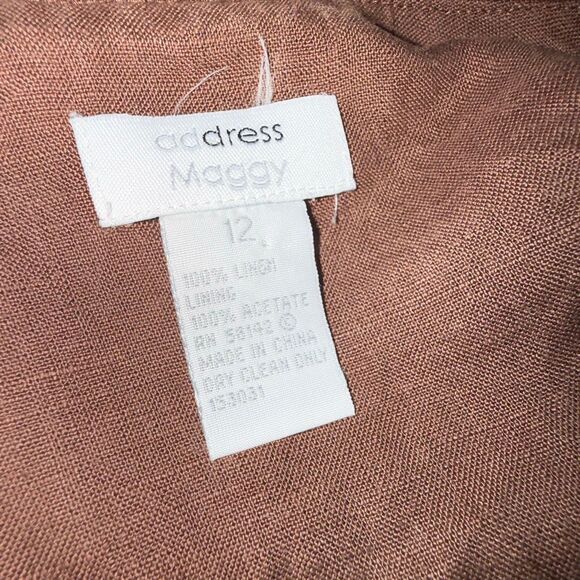 address
Maggy
12
100% LINEN
LINING
100% ACETATE
RN 58142 ©
MADE IN CHINA
DRY CLEAN ONLY
153031